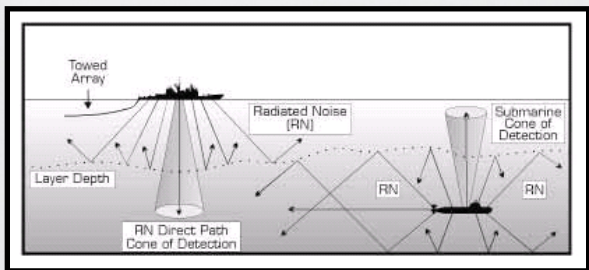 Towed
Array
Radiated Noise
[RN]
Submarine
Cone of
Detection
Layer Depth
RN
RN
RN Direct Path
Cone of Detection